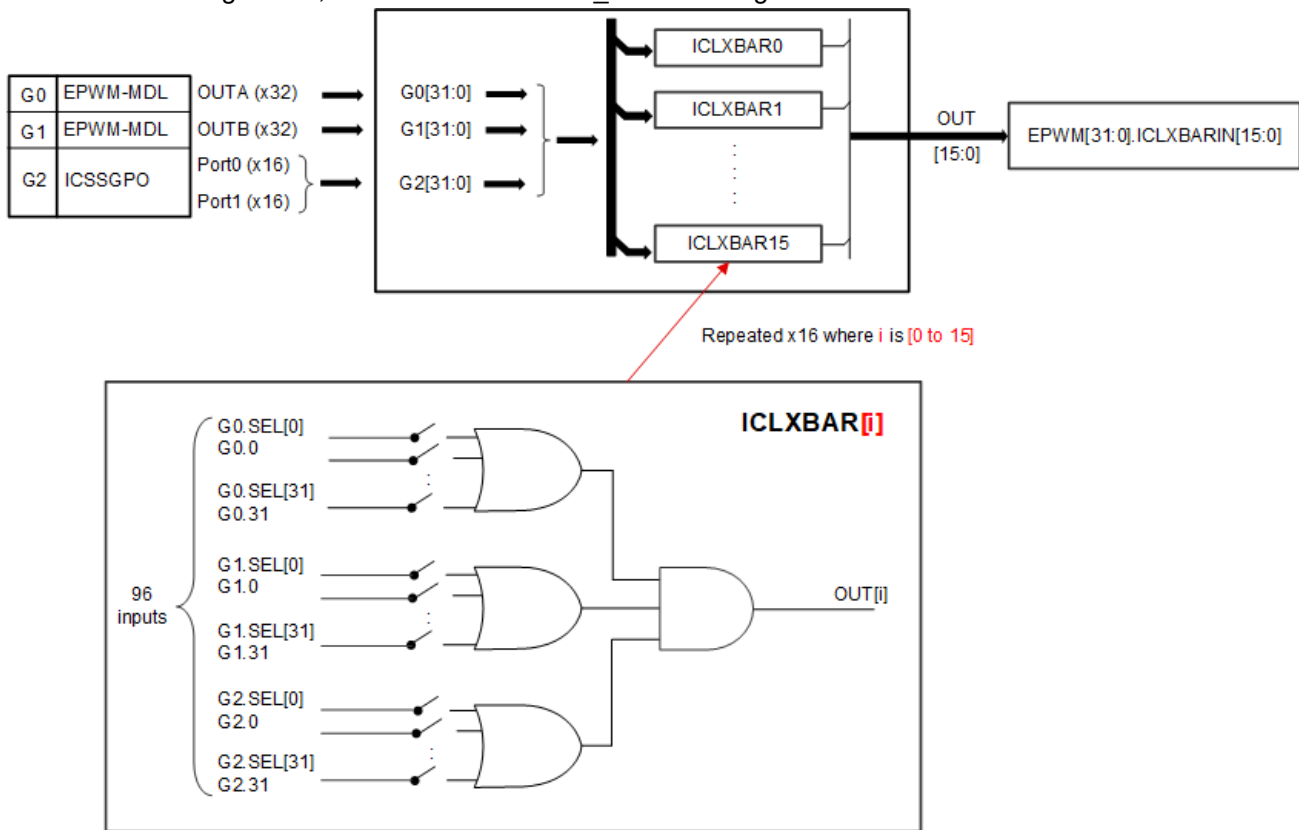 G0 EPWM-MDL OUTA (x32)
G1 EPWM-MDL OUTB (x32)
G2 ICSSGPO Port0 (x16)
Port1 (x16)
G0[31:0]
G1[31:0]
G2[31:0]
ICLXBAR0
ICLXBAR1
ICLXBAR15
OUT
[15:0]
EPWM[31:0].ICLXBARIN[15:0]
Repeated x16 where i is [0 to 15]
ICLXBAR[i]
96
inputs
G0.SEL[0]
G0.0
G0.SEL[31]
G0.31
G1.SEL[0]
G1.0
G1.SEL[31]
G1.31
G2.SEL[0]
G2.0
G2.SEL[31]
G2.31
OUT[i]